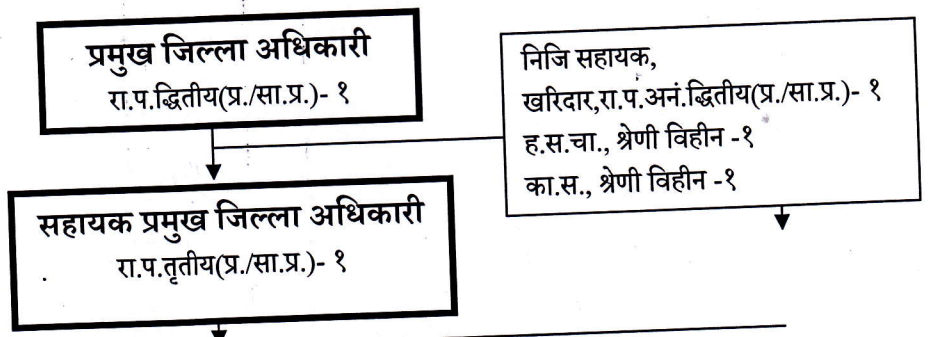 प्रमुख जिल्ला अधिकारी
रा.प.द्धितीय(प्र./सा.प्र.)- १
निजि सहायक,
खरिदार,रा.पं.अनं.द्धितीय(प्र./सा.प्र.)- १
ह.स.चा., श्रेणी विहीन -१
का.स., श्रेणी विहीन -१
सहायक प्रमुख जिल्ला अधिकारी
रा.प.तृतीय(प्र./सा.प्र.)- १